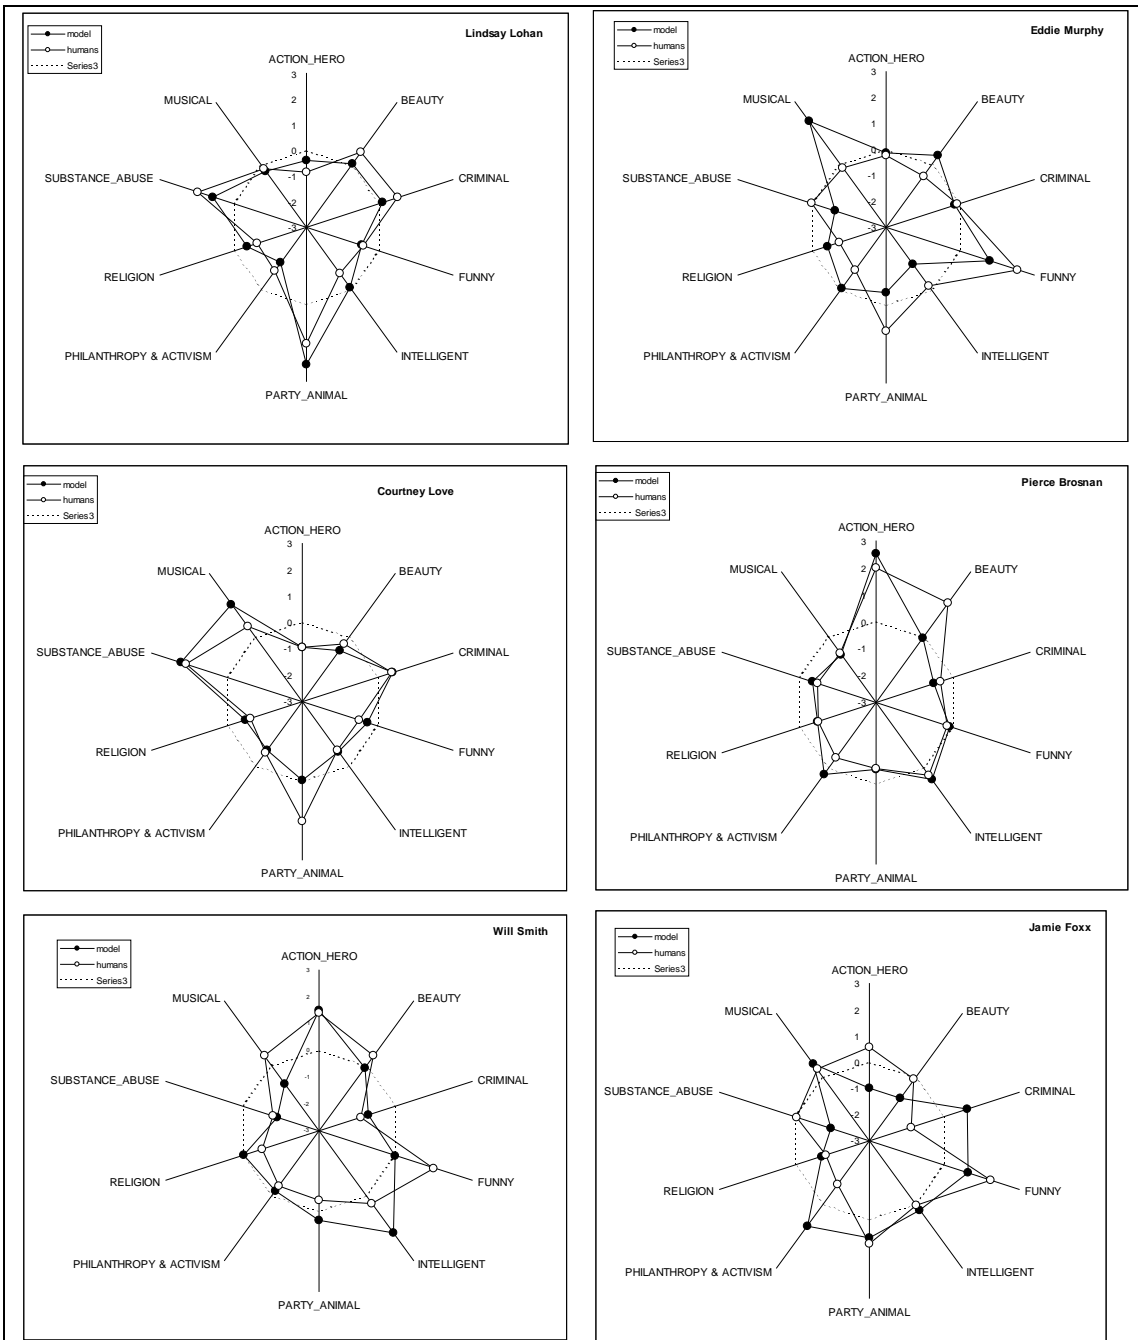 Lindsay Lohan
model
humans
Series3
ACTION_HERO
3
2
1
0
-1
-2
-3
MUSICAL
BEAUTY
SUBSTANCE_ABUSE
CRIMINAL
RELIGION
FUNNY
PHILANTHROPY & ACTIVISM
INTELLIGENT
PARTY_ANIMAL
Eddie Murphy
model
humans
Series3
ACTION_HERO
3
2
1
0
-1
-2
-3
MUSICAL
BEAUTY
SUBSTANCE_ABUSE
CRIMINAL
RELIGION
FUNNY
PHILANTHROPY & ACTIVISM
INTELLIGENT
PARTY_ANIMAL
Courtney Love
model
humans
Series3
ACTION_HERO
3
2
1
0
-1
-2
-3
MUSICAL
BEAUTY
SUBSTANCE_ABUSE
CRIMINAL
RELIGION
FUNNY
PHILANTHROPY & ACTIVISM
INTELLIGENT
PARTY_ANIMAL
Pierce Brosnan
model
humans
Series3
ACTION_HERO
3
2
1
0
-1
-2
-3
MUSICAL
BEAUTY
SUBSTANCE_ABUSE
CRIMINAL
RELIGION
FUNNY
PHILANTHROPY & ACTIVISM
INTELLIGENT
PARTY_ANIMAL
Will Smith
model
humans
Series3
ACTION_HERO
3
2
0
-1
-2
-3
MUSICAL
BEAUTY
SUBSTANCE_ABUSE
CRIMINAL
RELIGION
FUNNY
PHILANTHROPY & ACTIVISM
INTELLIGENT
PARTY_ANIMAL
Jamie Foxx
model
humans
Series3
ACTION_HERO
3
2
1
0
-1
-2
-3
MUSICAL
BEAUTY
SUBSTANCE_ABUSE
CRIMINAL
RELIGION
FUNNY
PHILANTHROPY & ACTIVISM
INTELLIGENT
PARTY_ANIMAL